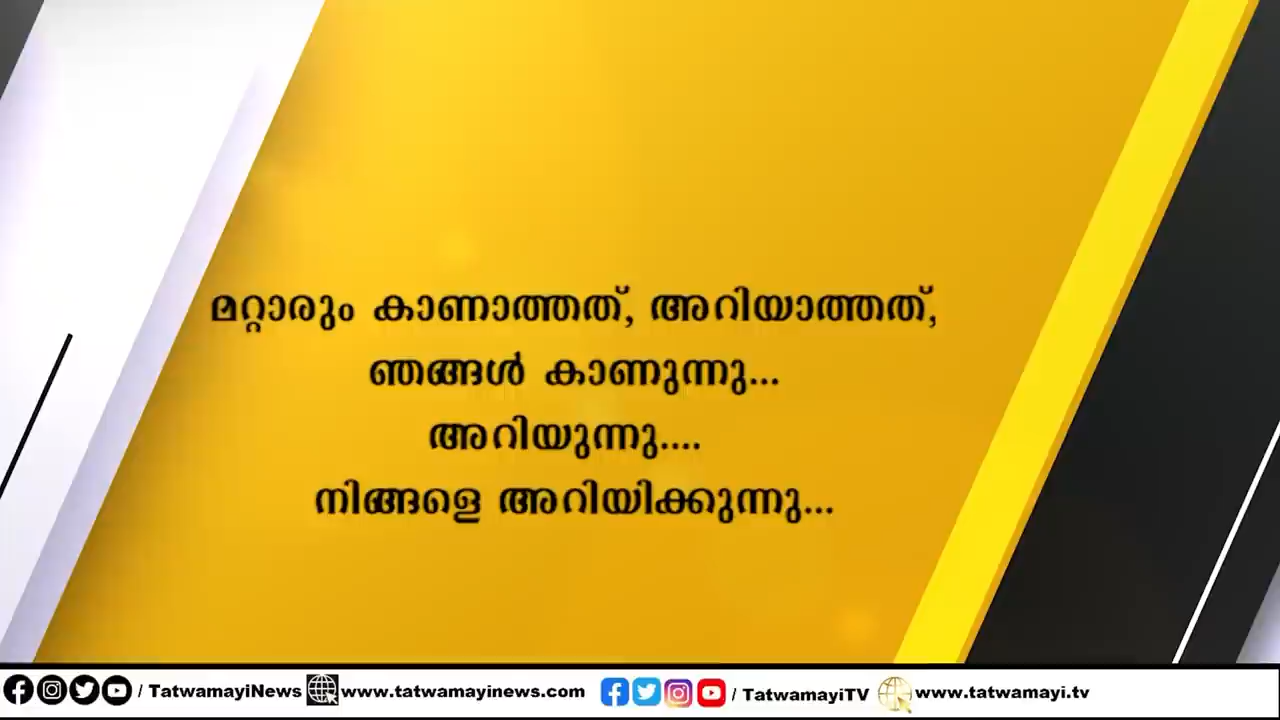 മറ്റാരും കാണാത്തത്, അറിയാത്തത്,
ഞങ്ങൾ കാണുന്നു...
അറിയുന്നു....
നിങ്ങളെ അറിയിക്കുന്നു...
/ TatwamayiNews www.tatwamayinews.com / TatwamayiTV www.tatwamayi.tv